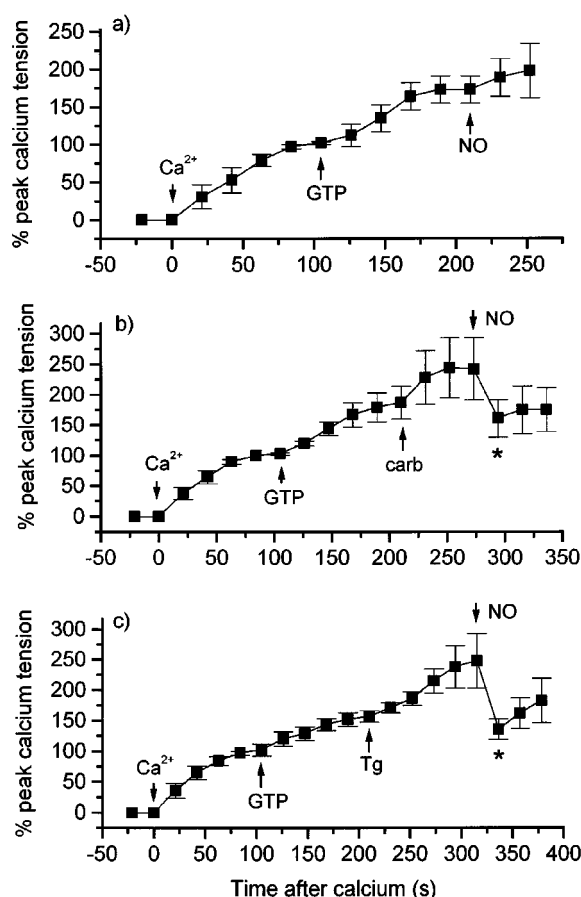 a)
% peak calcium tension
200
150
100
50
0
Ca²⁺
GTP
NO
-50 0 50 100 150 200 250
b)
% peak calcium tension
300
250
200
150
100
50
0
Ca²⁺
GTP
carb
NO
*
-50 0 50 100 150 200 250 300 350
c)
% peak calcium tension
300
250
200
150
100
50
0
Ca²⁺
GTP
Tg
NO
*
-50 0 50 100 150 200 250 300 350 400
Time after calcium (s)